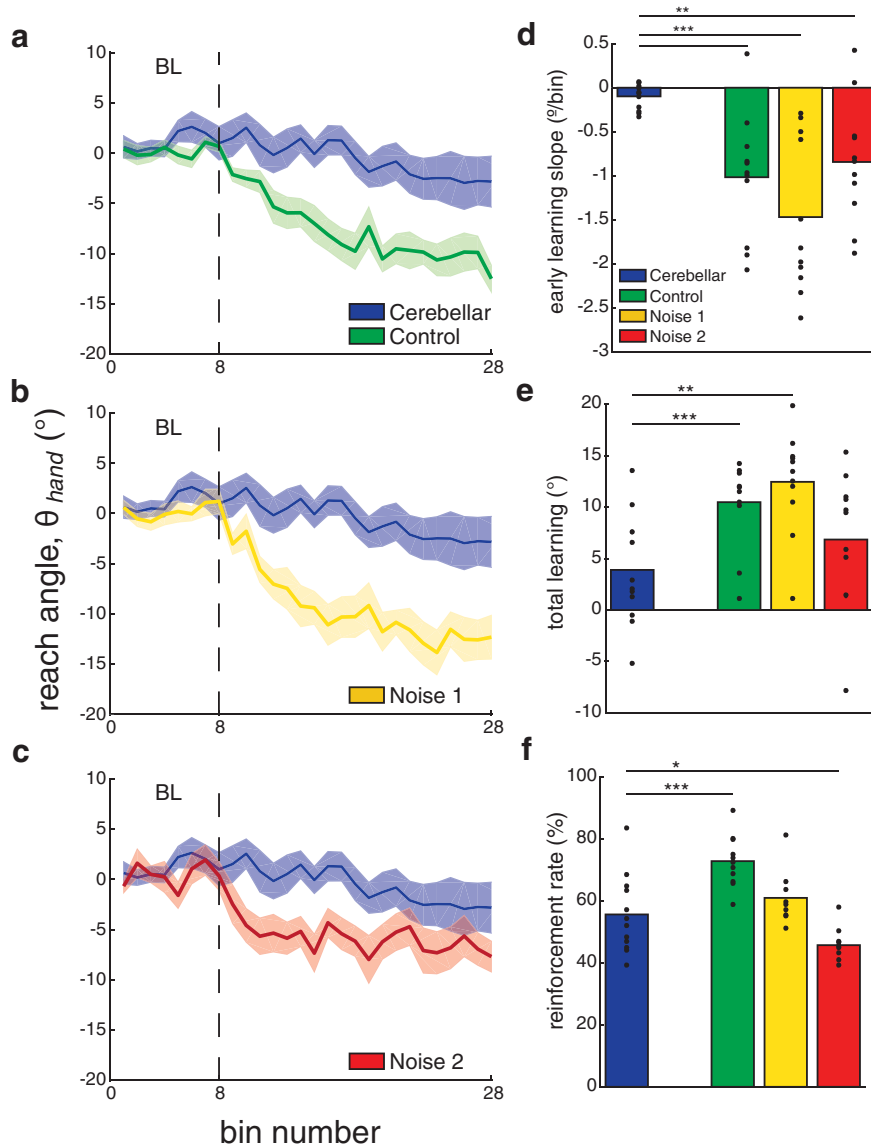 a
10
5
0
-5
-10
-15
-20
BL
Cerebellar
Control
0
8
28
b
10
5
0
-5
-10
-15
-20
BL
Noise 1
0
8
28
c
10
5
0
-5
-10
-15
-20
BL
Noise 2
0
8
28
reach angle, θ hand (°)
bin number
d
**
***
0.5
0
-0.5
-1
-1.5
-2
-2.5
-3
early learning slope (º/bin)
Cerebellar
Control
Noise 1
Noise 2
e
**
***
20
15
10
5
0
-5
-10
total learning (°)
f
*
***
100
80
60
40
20
0
reinforcement rate (%)